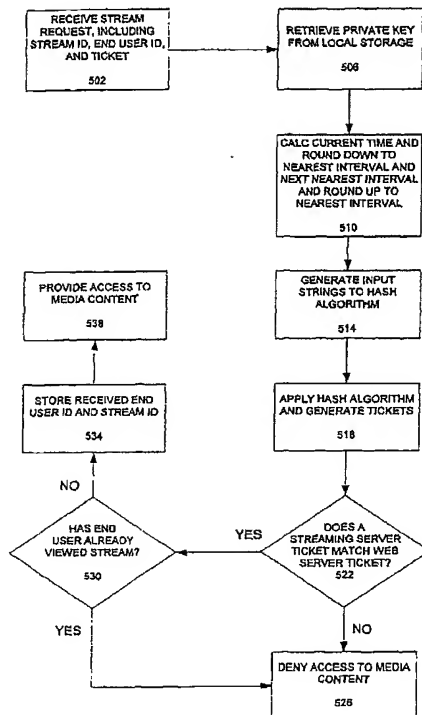 RECEIVE STREAM
REQUEST, INCLUDING
STREAM ID, END USER ID,
AND TICKET
502
RETRIEVE PRIVATE KEY
FROM LOCAL STORAGE
506
CALC CURRENT TIME AND
ROUND DOWN TO
NEAREST INTERVAL AND
NEXT NEAREST INTERVAL
AND ROUND UP TO
NEAREST INTERVAL
510
GENERATE INPUT
STRINGS TO HASH
ALGORITHM
514
APPLY HASH ALGORITHM
AND GENERATE TICKETS
518
DOES A
STREAMING SERVER
TICKET MATCH WEB
SERVER TICKET?
522
YES
NO
HAS END
USER ALREADY
VIEWED STREAM?
530
NO
YES
STORE RECEIVED END
USER ID AND STREAM ID
534
PROVIDE ACCESS TO
MEDIA CONTENT
538
DENY ACCESS TO MEDIA
CONTENT
526